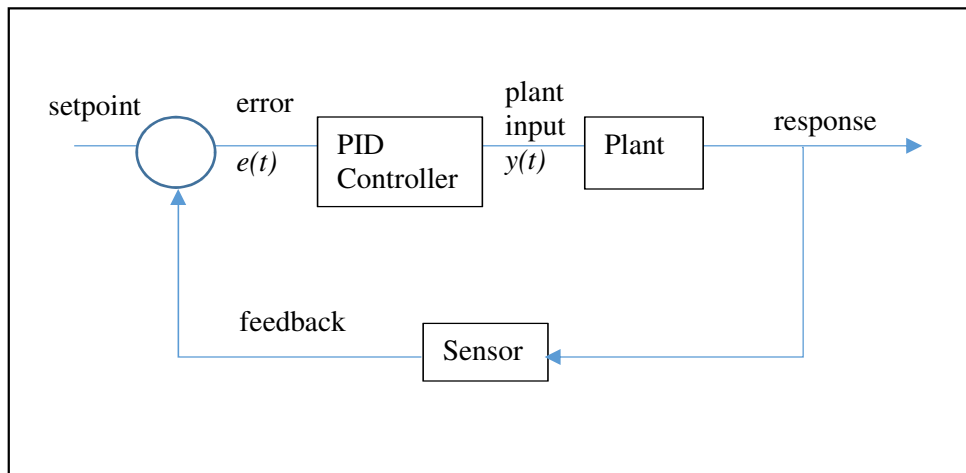 setpoint
error
e(t)
PID
Controller
plant
input
y(t)
Plant
response
feedback
Sensor